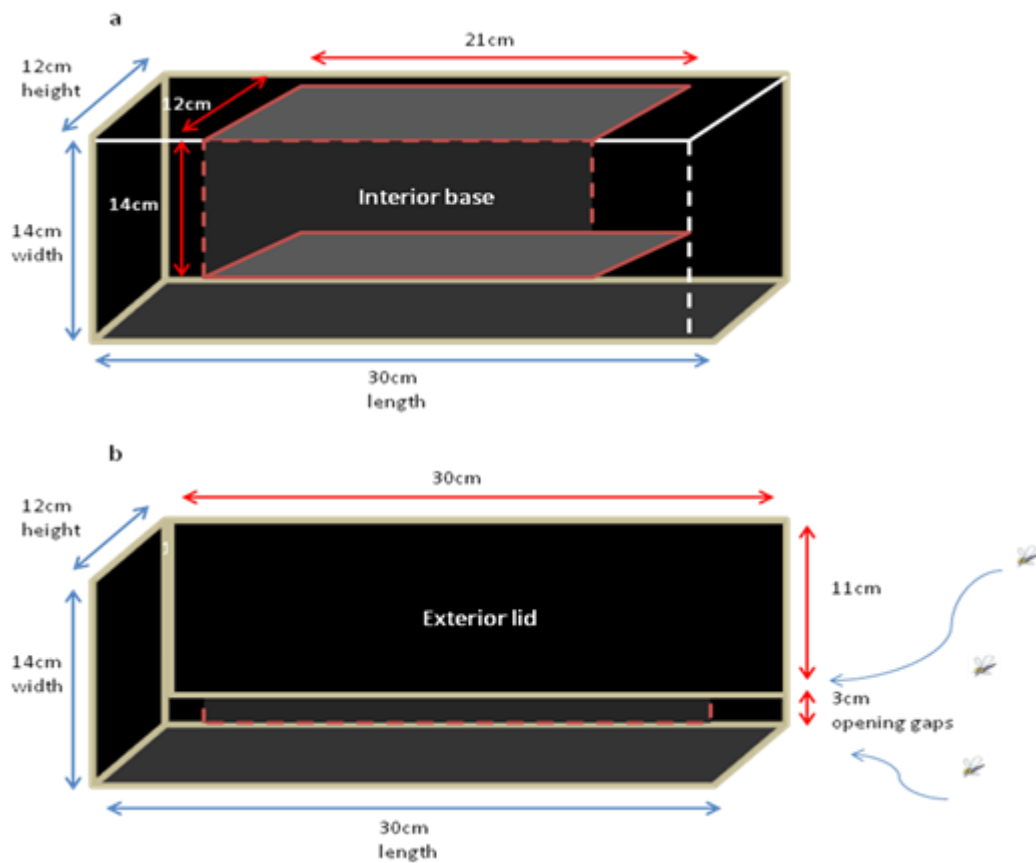 a
21cm
12cm
height
12cm
14cm
Interior base
14cm
width
30cm
length
b
30cm
12cm
height
11cm
Exterior lid
14cm
width
3cm
opening gaps
30cm
length